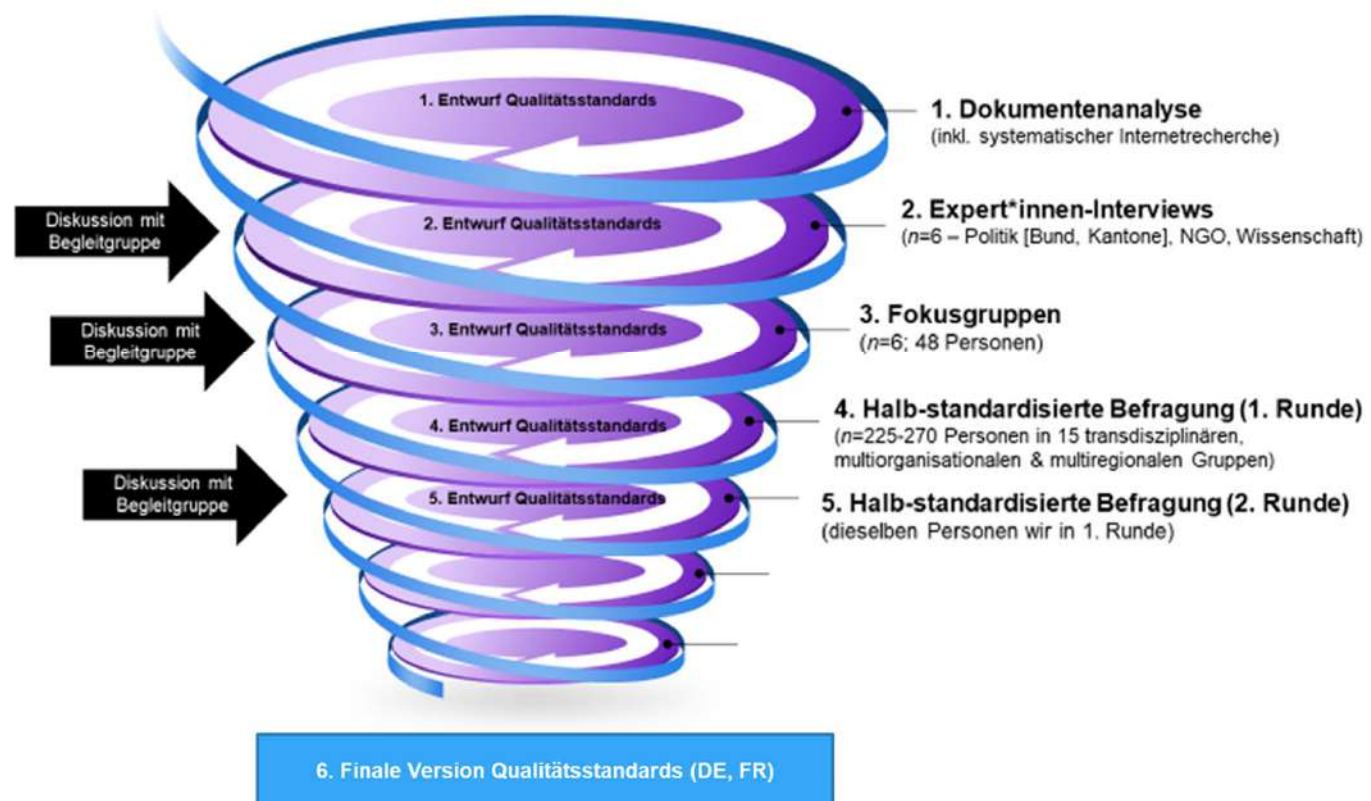 1. Entwurf Qualitätsstandards
1. Dokumentenanalyse
(inkl. systematischer Internetrecherche)
Diskussion mit
Begleitgruppe
2. Entwurf Qualitätsstandards
2. Expert*innen-Interviews
(n=6 – Politik [Bund, Kantone], NGO, Wissenschaft)
Diskussion mit
Begleitgruppe
3. Entwurf Qualitätsstandards
3. Fokusgruppen
(n=6; 48 Personen)
4. Entwurf Qualitätsstandards
4. Halb-standardisierte Befragung (1. Runde)
(n=225-270 Personen in 15 transdisziplinären,
multiorganisationalen & multiregionalen Gruppen)
Diskussion mit
Begleitgruppe
5. Entwurf Qualitätsstandards
5. Halb-standardisierte Befragung (2. Runde)
(dieselben Personen wir in 1. Runde)
6. Finale Version Qualitätsstandards (DE, FR)